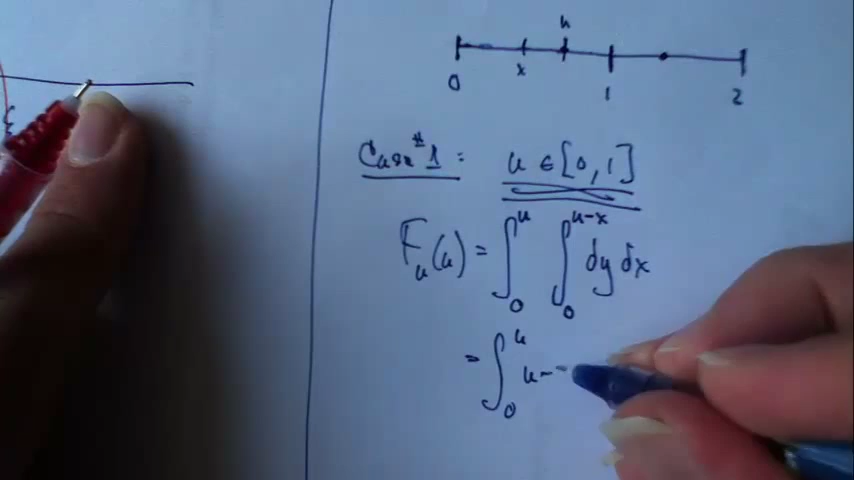 u
x
0 1 2
Case #1: u ∈ [0, 1]
F_u(u) = ∫_0^u ∫_0^{u-x} dy dx
= ∫_0^u u -